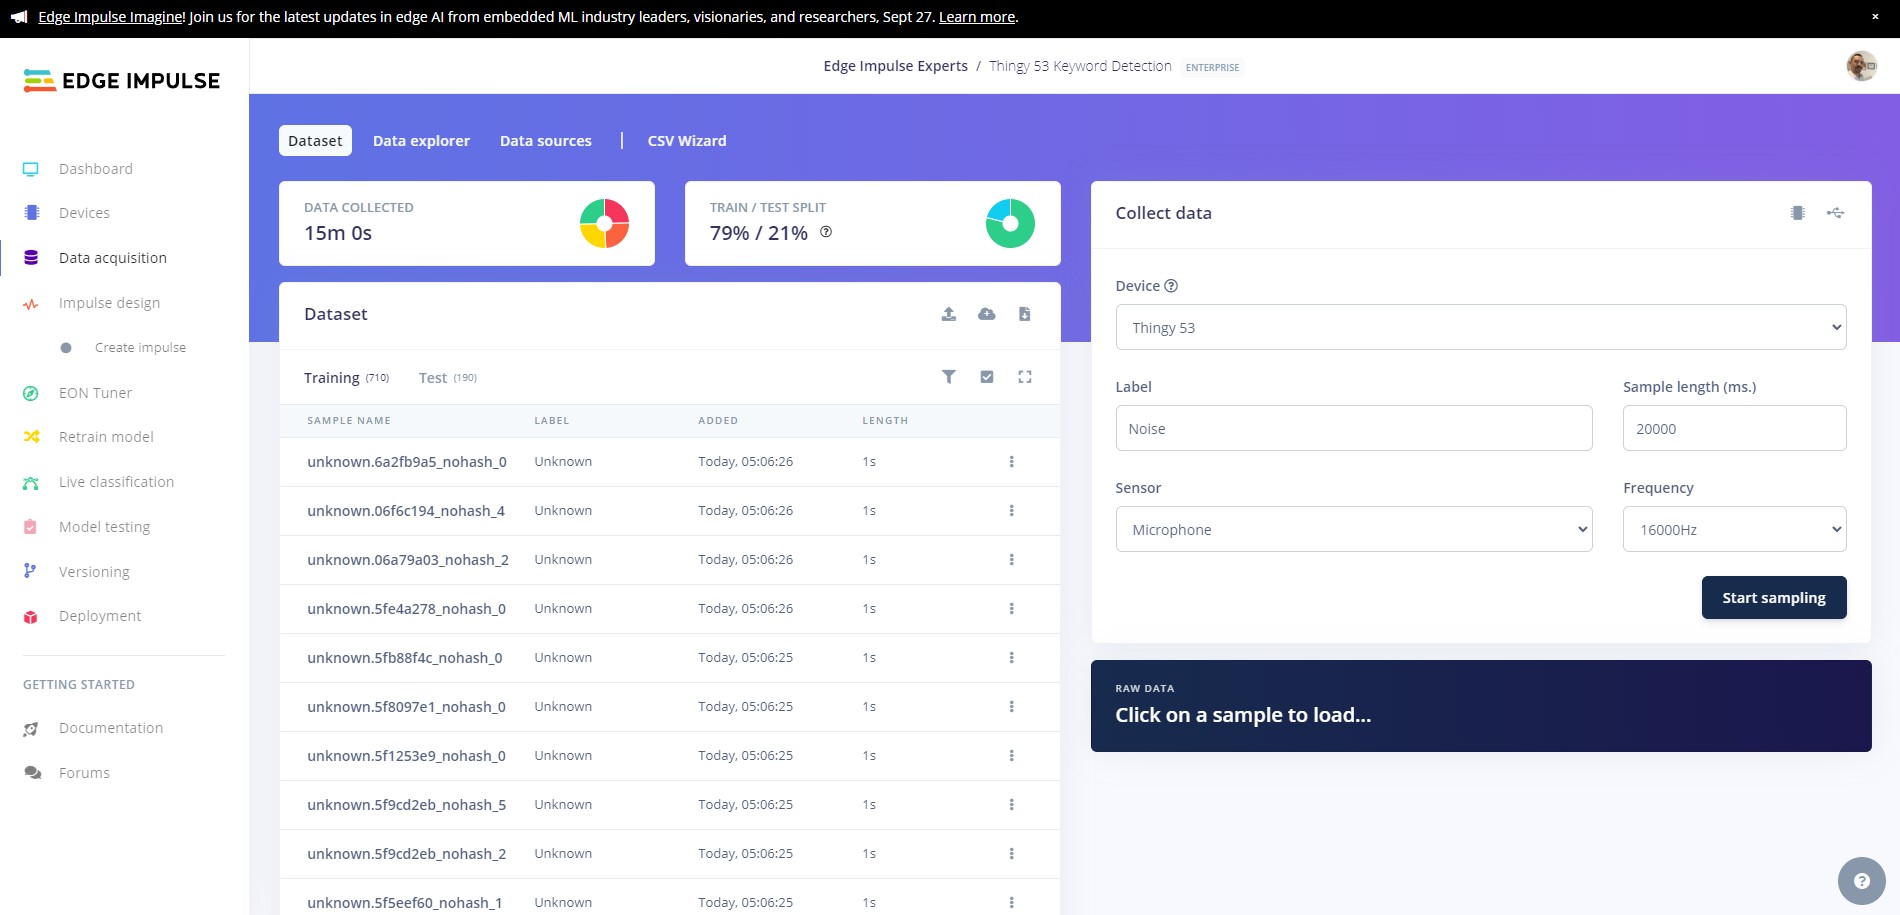 Edge Impulse Imagine! Join us for the latest updates in edge AI from embedded ML industry leaders, visionaries, and researchers, Sept 27. Learn more.
×
EDGE IMPULSE
Edge Impulse Experts / Thingy 53 Keyword Detection ENTERPRISE
Dashboard
Devices
Data acquisition
Impulse design
Create impulse
EON Tuner
Retrain model
Live classification
Model testing
Versioning
Deployment
GETTING STARTED
Documentation
Forums
Dataset Data explorer Data sources | CSV Wizard
DATA COLLECTED
15m 0s
TRAIN / TEST SPLIT
79% / 21% ?
Dataset
Training (710) Test (190)
SAMPLE NAME LABEL ADDED LENGTH
unknown.6a2fb9a5_nohash_0 Unknown Today, 05:06:26 1s
unknown.06f6c194_nohash_4 Unknown Today, 05:06:26 1s
unknown.06a79a03_nohash_2 Unknown Today, 05:06:26 1s
unknown.5fe4a278_nohash_0 Unknown Today, 05:06:26 1s
unknown.5fb88f4c_nohash_0 Unknown Today, 05:06:25 1s
unknown.5f8097e1_nohash_0 Unknown Today, 05:06:25 1s
unknown.5f1253e9_nohash_0 Unknown Today, 05:06:25 1s
unknown.5f9cd2eb_nohash_5 Unknown Today, 05:06:25 1s
unknown.5f9cd2eb_nohash_2 Unknown Today, 05:06:25 1s
unknown.5f5eef60_nohash_1 Unknown Today, 05:06:25 1s
Collect data
Device ?
Thingy 53
Label Sample length (ms.)
Noise 20000
Sensor Frequency
Microphone 16000Hz
Start sampling
RAW DATA
Click on a sample to load...
?